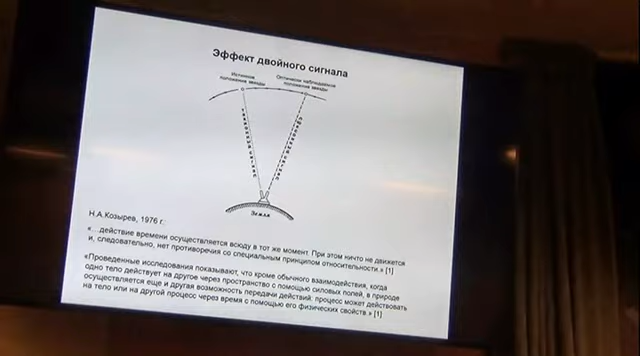 Эффект двойного сигнала
Истинное
положение звезды
Оптически наблюдаемое
положение звезды
Земля
Н.А.Козырев, 1976 г.:
«…действие времени осуществляется всюду в тот же момент. При этом ничто не движется
и, следовательно, нет противоречия со специальным принципом относительности.» [1]
«Проведенные исследования показывают, что кроме обычного взаимодействия, когда
одно тело действует на другое через пространство с помощью силовых полей, в природе
осуществляется еще и другая возможность передачи действий: процесс может действовать
на тело или на другой процесс через время с помощью его физических свойств.» [1]